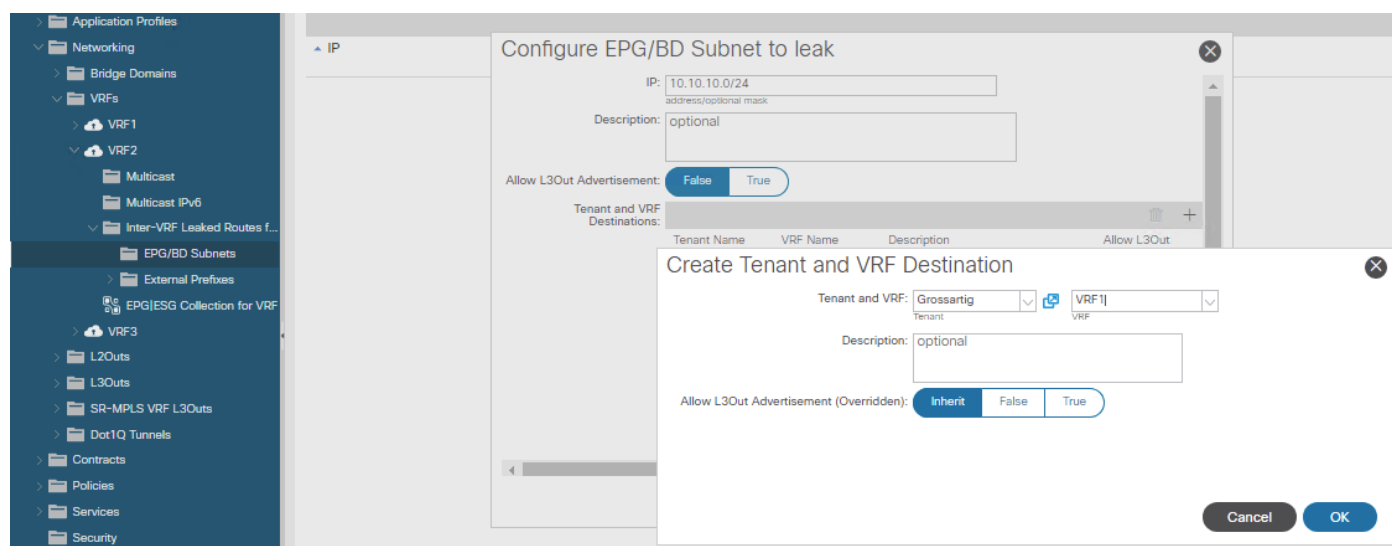 Application Profiles
Networking
Bridge Domains
VRFs
VRF1
VRF2
Multicast
Multicast IPv6
Inter-VRF Leaked Routes f...
EPG/BD Subnets
External Prefixes
EPG|ESG Collection for VRF
VRF3
L2Outs
L3Outs
SR-MPLS VRF L3Outs
Dot1Q Tunnels
Contracts
Policies
Services
Security
IP
Configure EPG/BD Subnet to leak
IP: 10.10.10.0/24
address/optional mask
Description: optional
Allow L3Out Advertisement: False True
Tenant and VRF
Destinations:
Tenant Name VRF Name Description Allow L3Out
Create Tenant and VRF Destination
Tenant and VRF: Grossartig VRF1
Tenant VRF
Description: optional
Allow L3Out Advertisement (Overridden): Inherit False True
Cancel OK